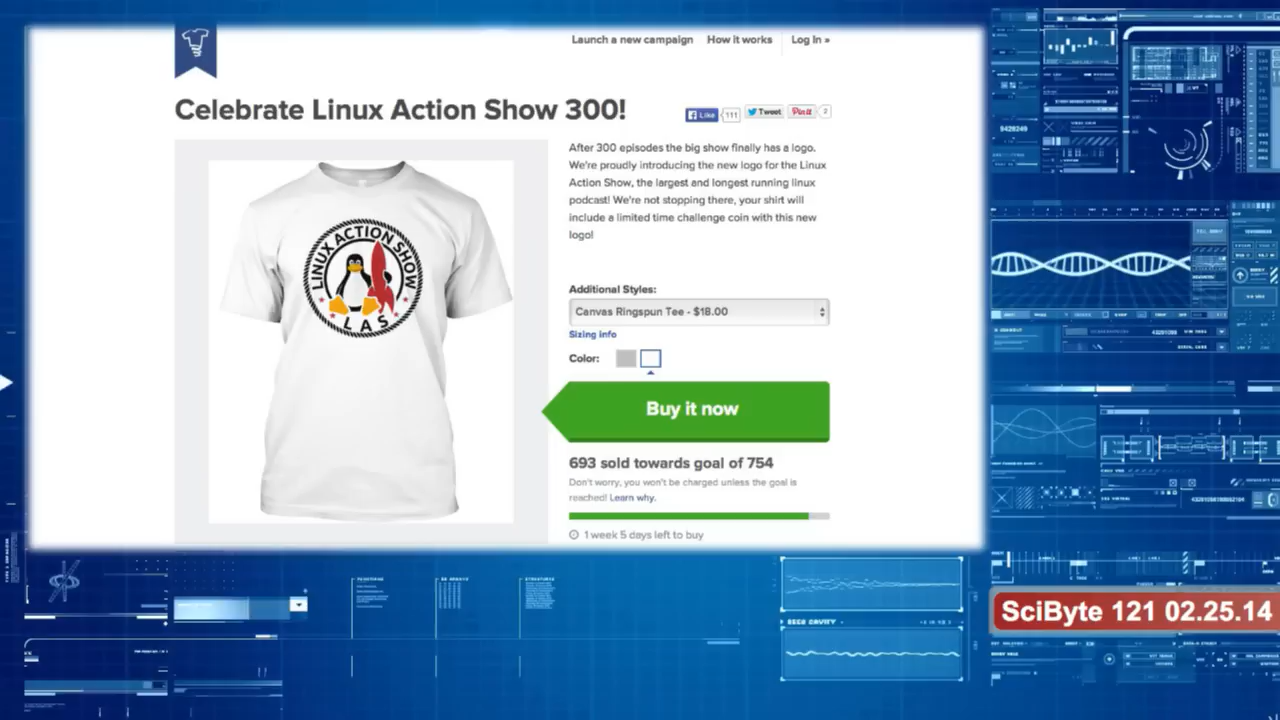 Launch a new campaign How it works Log In »
Celebrate Linux Action Show 300!
Like 111 Tweet Pin it 2
After 300 episodes the big show finally has a logo.
We're proudly introducing the new logo for the Linux
Action Show, the largest and longest running linux
podcast! We're not stopping there, your shirt will
include a limited time challenge coin with this new
logo!
LINUX ACTION SHOW
LAS
Additional Styles:
Canvas Ringspun Tee - $18.00
Sizing info
Color:
Buy it now
693 sold towards goal of 754
Don't worry, you won't be charged unless the goal is
reached! Learn why.
1 week 5 days left to buy
SciByte 121 02.25.14